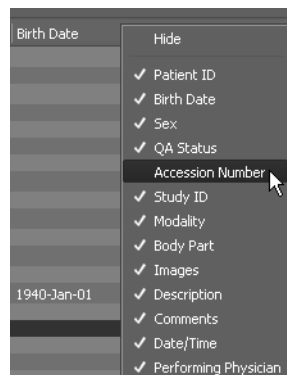 Birth Date
Hide
✓ Patient ID
✓ Birth Date
✓ Sex
✓ QA Status
Accession Number
✓ Study ID
✓ Modality
✓ Body Part
✓ Images
1940-Jan-01
✓ Description
✓ Comments
✓ Date/Time
✓ Performing Physician